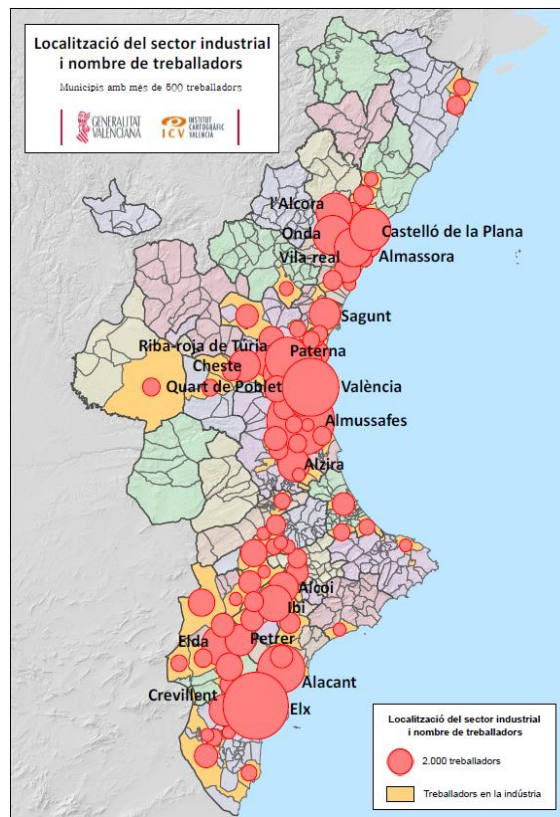 Localització del sector industrial
i nombre de treballadors
Municipis amb més de 500 treballadors
GENERALITAT
VALENCIANA
ICV
INSTITUT
CARTOGRÀFIC
VALENCIÀ
l'Alcora
Onda
Castelló de la Plana
Vila-real
Almassora
Sagunt
Riba-roja de Túria
Paterna
Cheste
Quart de Poblet
València
Almussafes
Alzira
Alcoi
Ibi
Elda
Petrer
Alacant
Crevillent
Elx
Localització del sector industrial
i nombre de treballadors
2.000 treballadors
Treballadors en la indústria